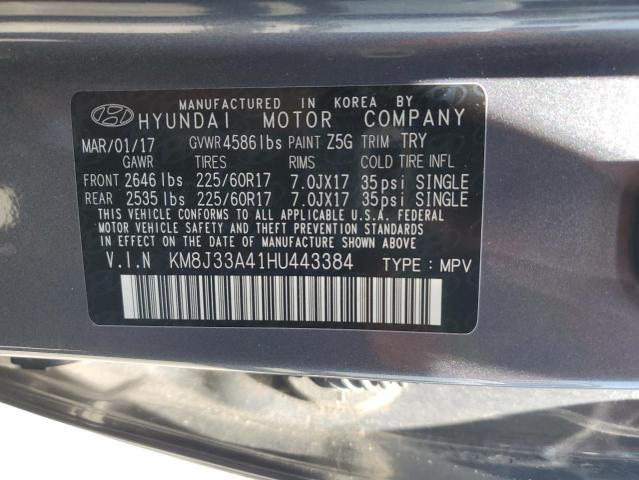 MANUFACTURED IN KOREA BY
HYUNDAI MOTOR COMPANY
MAR/01/17 GVWR 4586lbs PAINT Z5G TRIM TRY
GAWR TIRES RIMS COLD TIRE INFL.
FRONT 2646 lbs 225/60R17 7.0JX17 35psi SINGLE
REAR 2535 lbs 225/60R17 7.0JX17 35psi SINGLE
THIS VEHICLE CONFORMS TO ALL APPLICABLE U.S.A. FEDERAL
MOTOR VEHICLE SAFETY AND THEFT PREVENTION STANDARDS
IN EFFECT ON THE DATE OF MANUFACTURE SHOWN ABOVE.
V.I.N KM8J33A41HU443384 TYPE : MPV